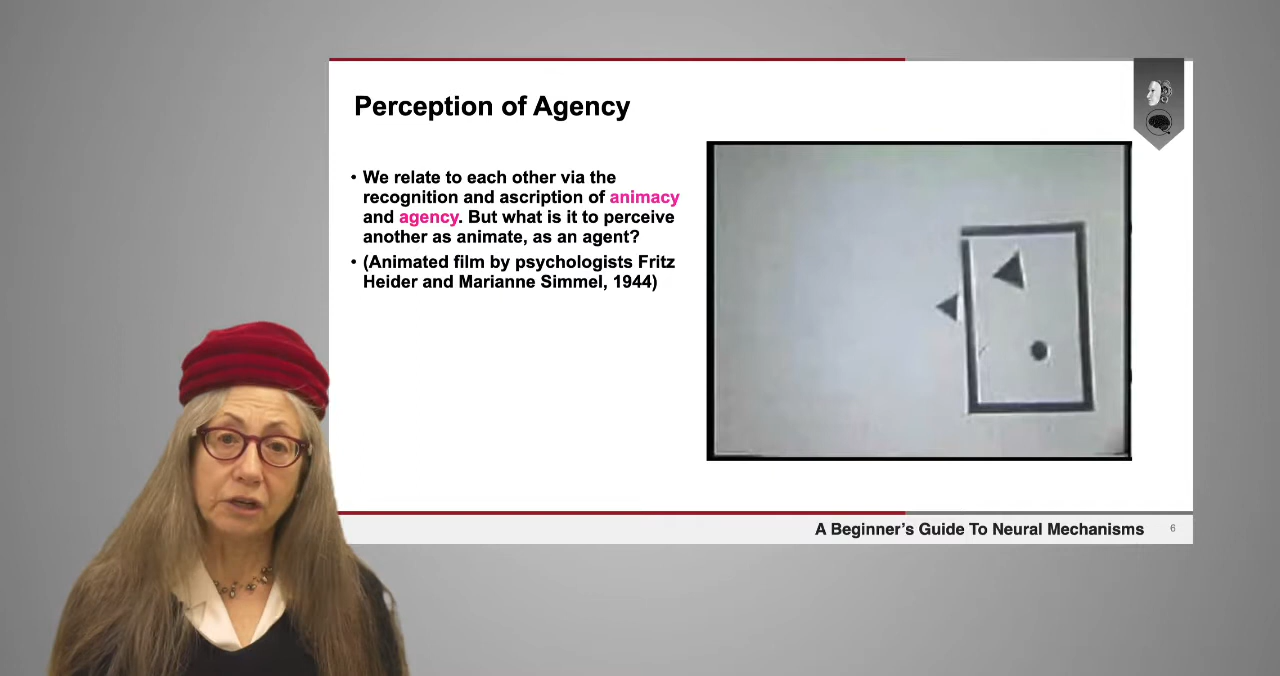 Perception of Agency
• We relate to each other via the
recognition and ascription of animacy
and agency. But what is it to perceive
another as animate, as an agent?
• (Animated film by psychologists Fritz
Heider and Marianne Simmel, 1944)
A Beginner’s Guide To Neural Mechanisms 6